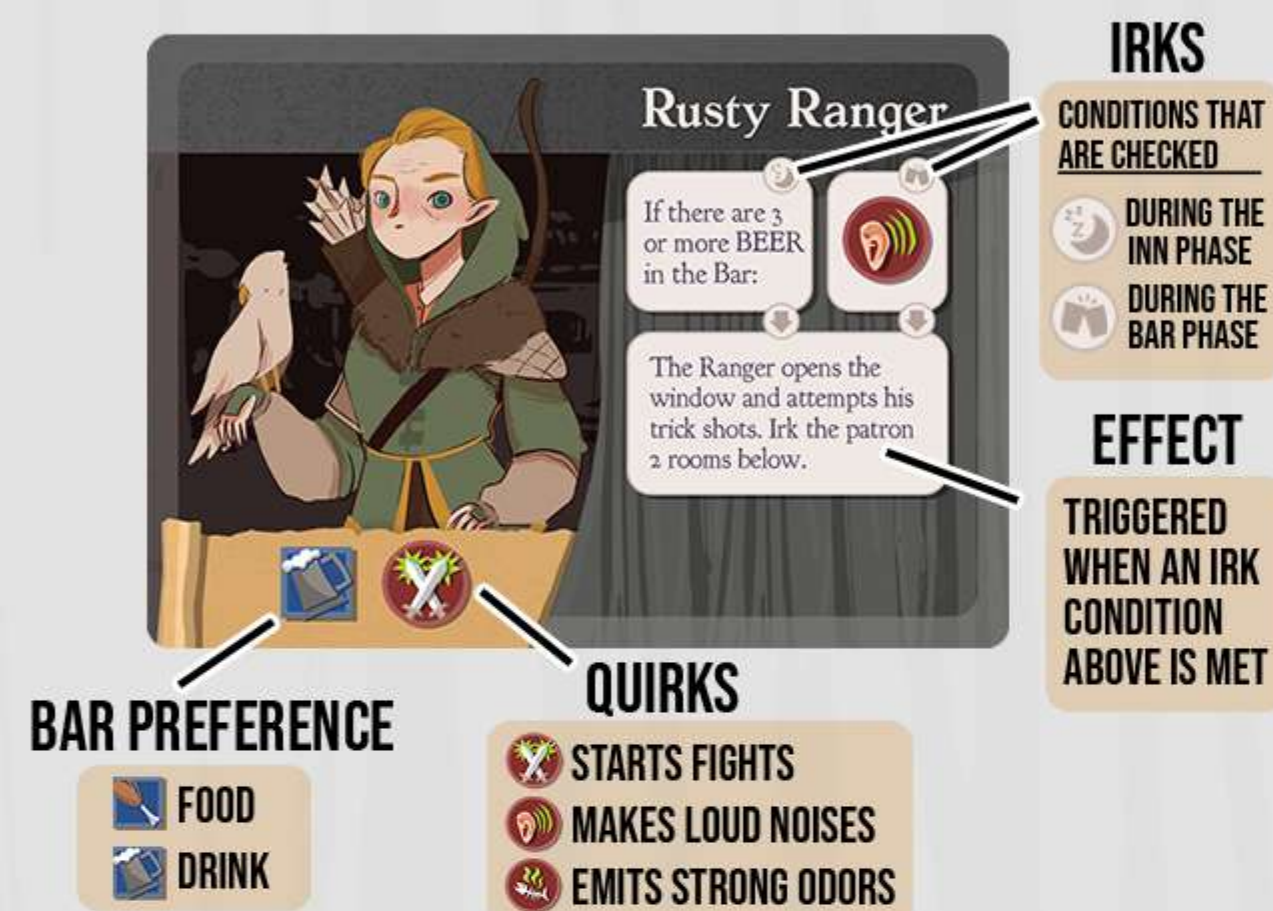 Rusty Ranger
If there are 3
or more BEER
in the Bar:
The Ranger opens the
window and attempts his
trick shots. Irk the patron
2 rooms below.
IRKS
CONDITIONS THAT
ARE CHECKED
DURING THE
INN PHASE
DURING THE
BAR PHASE
EFFECT
TRIGGERED
WHEN AN IRK
CONDITION
ABOVE IS MET
BAR PREFERENCE
FOOD
DRINK
QUIRKS
STARTS FIGHTS
MAKES LOUD NOISES
EMITS STRONG ODORS